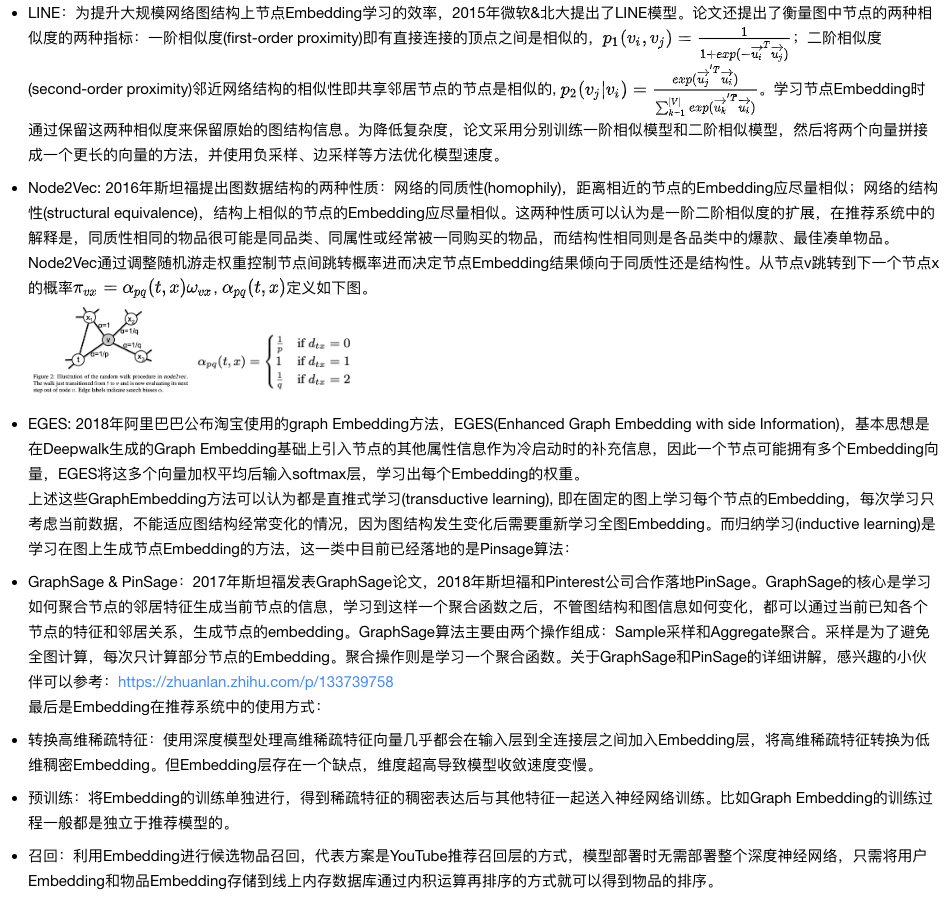 • LINE：为提升大规模网络图结构上节点Embedding学习的效率，2015年微软&北大提出了LINE模型。论文还提出了衡量图中节点的两种相
似度的两种指标：一阶相似度(first-order proximity)即有直接连接的顶点之间是相似的，$p_1(v_i,v_j)=\frac{1}{1+exp(-\overrightarrow{u_i}^T\overrightarrow{u_j})}$；二阶相似度
(second-order proximity)邻近网络结构的相似性即共享邻居节点的节点是相似的, $p_2(v_j|v_i)=\frac{exp(\overrightarrow{u_j}'^T\overrightarrow{u_i})}{\sum_{k-1}^{|V|}exp(\overrightarrow{u_k}'^T\overrightarrow{u_i})}$。学习节点Embedding时
通过保留这两种相似度来保留原始的图结构信息。为降低复杂度，论文采用分别训练一阶相似模型和二阶相似模型，然后将两个向量拼接
成一个更长的向量的方法，并使用负采样、边采样等方法优化模型速度。
• Node2Vec: 2016年斯坦福提出图数据结构的两种性质：网络的同质性(homophily)，距离相近的节点的Embedding应尽量相似；网络的结构
性(structural equivalence)，结构上相似的节点的Embedding应尽量相似。这两种性质可以认为是一阶二阶相似度的扩展，在推荐系统中的
解释是，同质性相同的物品很可能是同品类、同属性或经常被一同购买的物品，而结构性相同则是各品类中的爆款、最佳凑单物品。
Node2Vec通过调整随机游走权重控制节点间跳转概率进而决定节点Embedding结果倾向于同质性还是结构性。从节点v跳转到下一个节点x
的概率$\pi_{vx}=\alpha_{pq}(t,x)\omega_{vx}$, $\alpha_{pq}(t,x)$定义如下图。
x₁
x₂
α=1
α=1/q
v
α=1/q
α=1/p
t
x₃
Figure 2: Illustration of the random walk procedure in node2vec.
The walk just transitioned from t to v and is now evaluating its next
step out of node v. Edge labels indicate search biases α.
$\alpha_{pq}(t,x)=\begin{cases}\frac{1}{p} & \text{if } d_{tx}=0\\1 & \text{if } d_{tx}=1\\\frac{1}{q} & \text{if } d_{tx}=2\end{cases}$
• EGES: 2018年阿里巴巴公布淘宝使用的graph Embedding方法，EGES(Enhanced Graph Embedding with side Information)，基本思想是
在Deepwalk生成的Graph Embedding基础上引入节点的其他属性信息作为冷启动时的补充信息，因此一个节点可能拥有多个Embedding向
量，EGES将这多个向量加权平均后输入softmax层，学习出每个Embedding的权重。
上述这些GraphEmbedding方法可以认为都是直推式学习(transductive learning), 即在固定的图上学习每个节点的Embedding，每次学习只
考虑当前数据，不能适应图结构经常变化的情况，因为图结构发生变化后需要重新学习全图Embedding。而归纳学习(inductive learning)是
学习在图上生成节点Embedding的方法，这一类中目前已经落地的是Pinsage算法：
• GraphSage & PinSage：2017年斯坦福发表GraphSage论文，2018年斯坦福和Pinterest公司合作落地PinSage。GraphSage的核心是学习
如何聚合节点的邻居特征生成当前节点的信息，学习到这样一个聚合函数之后，不管图结构和图信息如何变化，都可以通过当前已知各个
节点的特征和邻居关系，生成节点的embedding。GraphSage算法主要由两个操作组成：Sample采样和Aggregate聚合。采样是为了避免
全图计算，每次只计算部分节点的Embedding。聚合操作则是学习一个聚合函数。关于GraphSage和PinSage的详细讲解，感兴趣的小伙
伴可以参考：https://zhuanlan.zhihu.com/p/133739758
最后是Embedding在推荐系统中的使用方式：
• 转换高维稀疏特征：使用深度模型处理高维稀疏特征向量几乎都会在输入层到全连接层之间加入Embedding层，将高维稀疏特征转换为低
维稠密Embedding。但Embedding层存在一个缺点，维度超高导致模型收敛速度变慢。
• 预训练：将Embedding的训练单独进行，得到稀疏特征的稠密表达后与其他特征一起送入神经网络训练。比如Graph Embedding的训练过
程一般都是独立于推荐模型的。
• 召回：利用Embedding进行候选物品召回，代表方案是YouTube推荐召回层的方式，模型部署时无需部署整个深度神经网络，只需将用户
Embedding和物品Embedding存储到线上内存数据库通过内积运算再排序的方式就可以得到物品的排序。